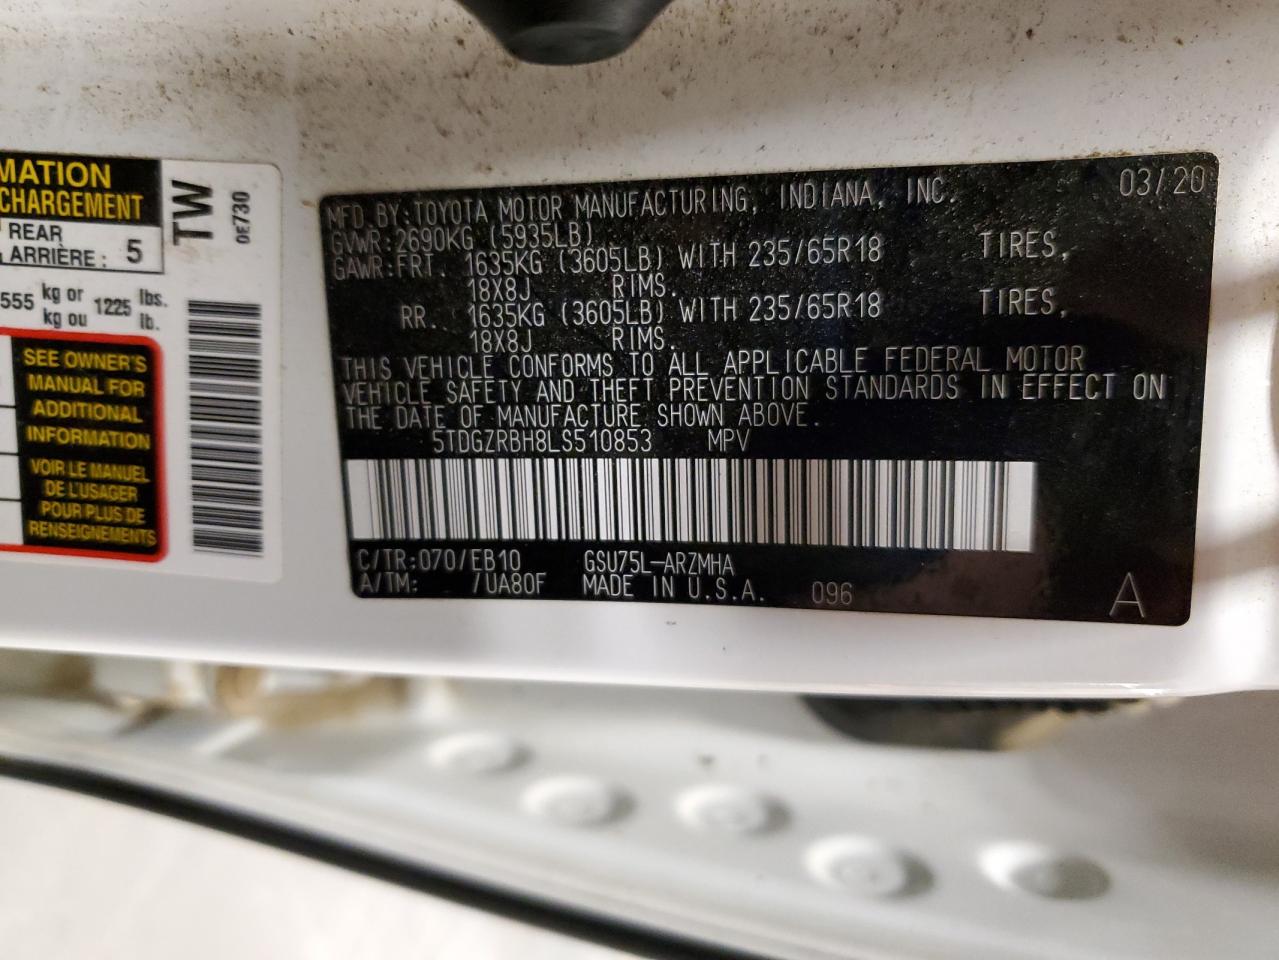 MATION
CHARGEMENT
REAR
ARRIÈRE : 5
TW
0E730
555 kg or 1225 lbs.
kg ou lb.
SEE OWNER'S
MANUAL FOR
ADDITIONAL
INFORMATION
VOIR LE MANUEL
DE L'USAGER
POUR PLUS DE
RENSEIGNEMENTS
03/20
MFD.BY:TOYOTA MOTOR MANUFACTURING, INDIANA, INC.
GVWR:2690KG (5935LB)
GAWR:FRT. 1635KG (3605LB) WITH 235/65R18 TIRES,
18X8J RIMS.
RR. 1635KG (3605LB) WITH 235/65R18 TIRES,
18X8J RIMS.
THIS VEHICLE CONFORMS TO ALL APPLICABLE FEDERAL MOTOR
VEHICLE SAFETY AND THEFT PREVENTION STANDARDS IN EFFECT ON
THE DATE OF MANUFACTURE SHOWN ABOVE.
5TDGZRBH8LS510853 MPV
C/TR:070/EB10 GSU75L-ARZMHA
A/TM: /UA80F MADE IN U.S.A. 096 A